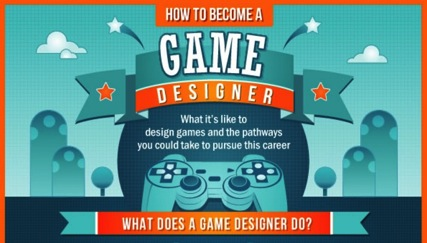 HOW TO BECOME A
GAME
DESIGNER
What it's like to
design games and the pathways
you could take to pursue this career
WHAT DOES A GAME DESIGNER DO?